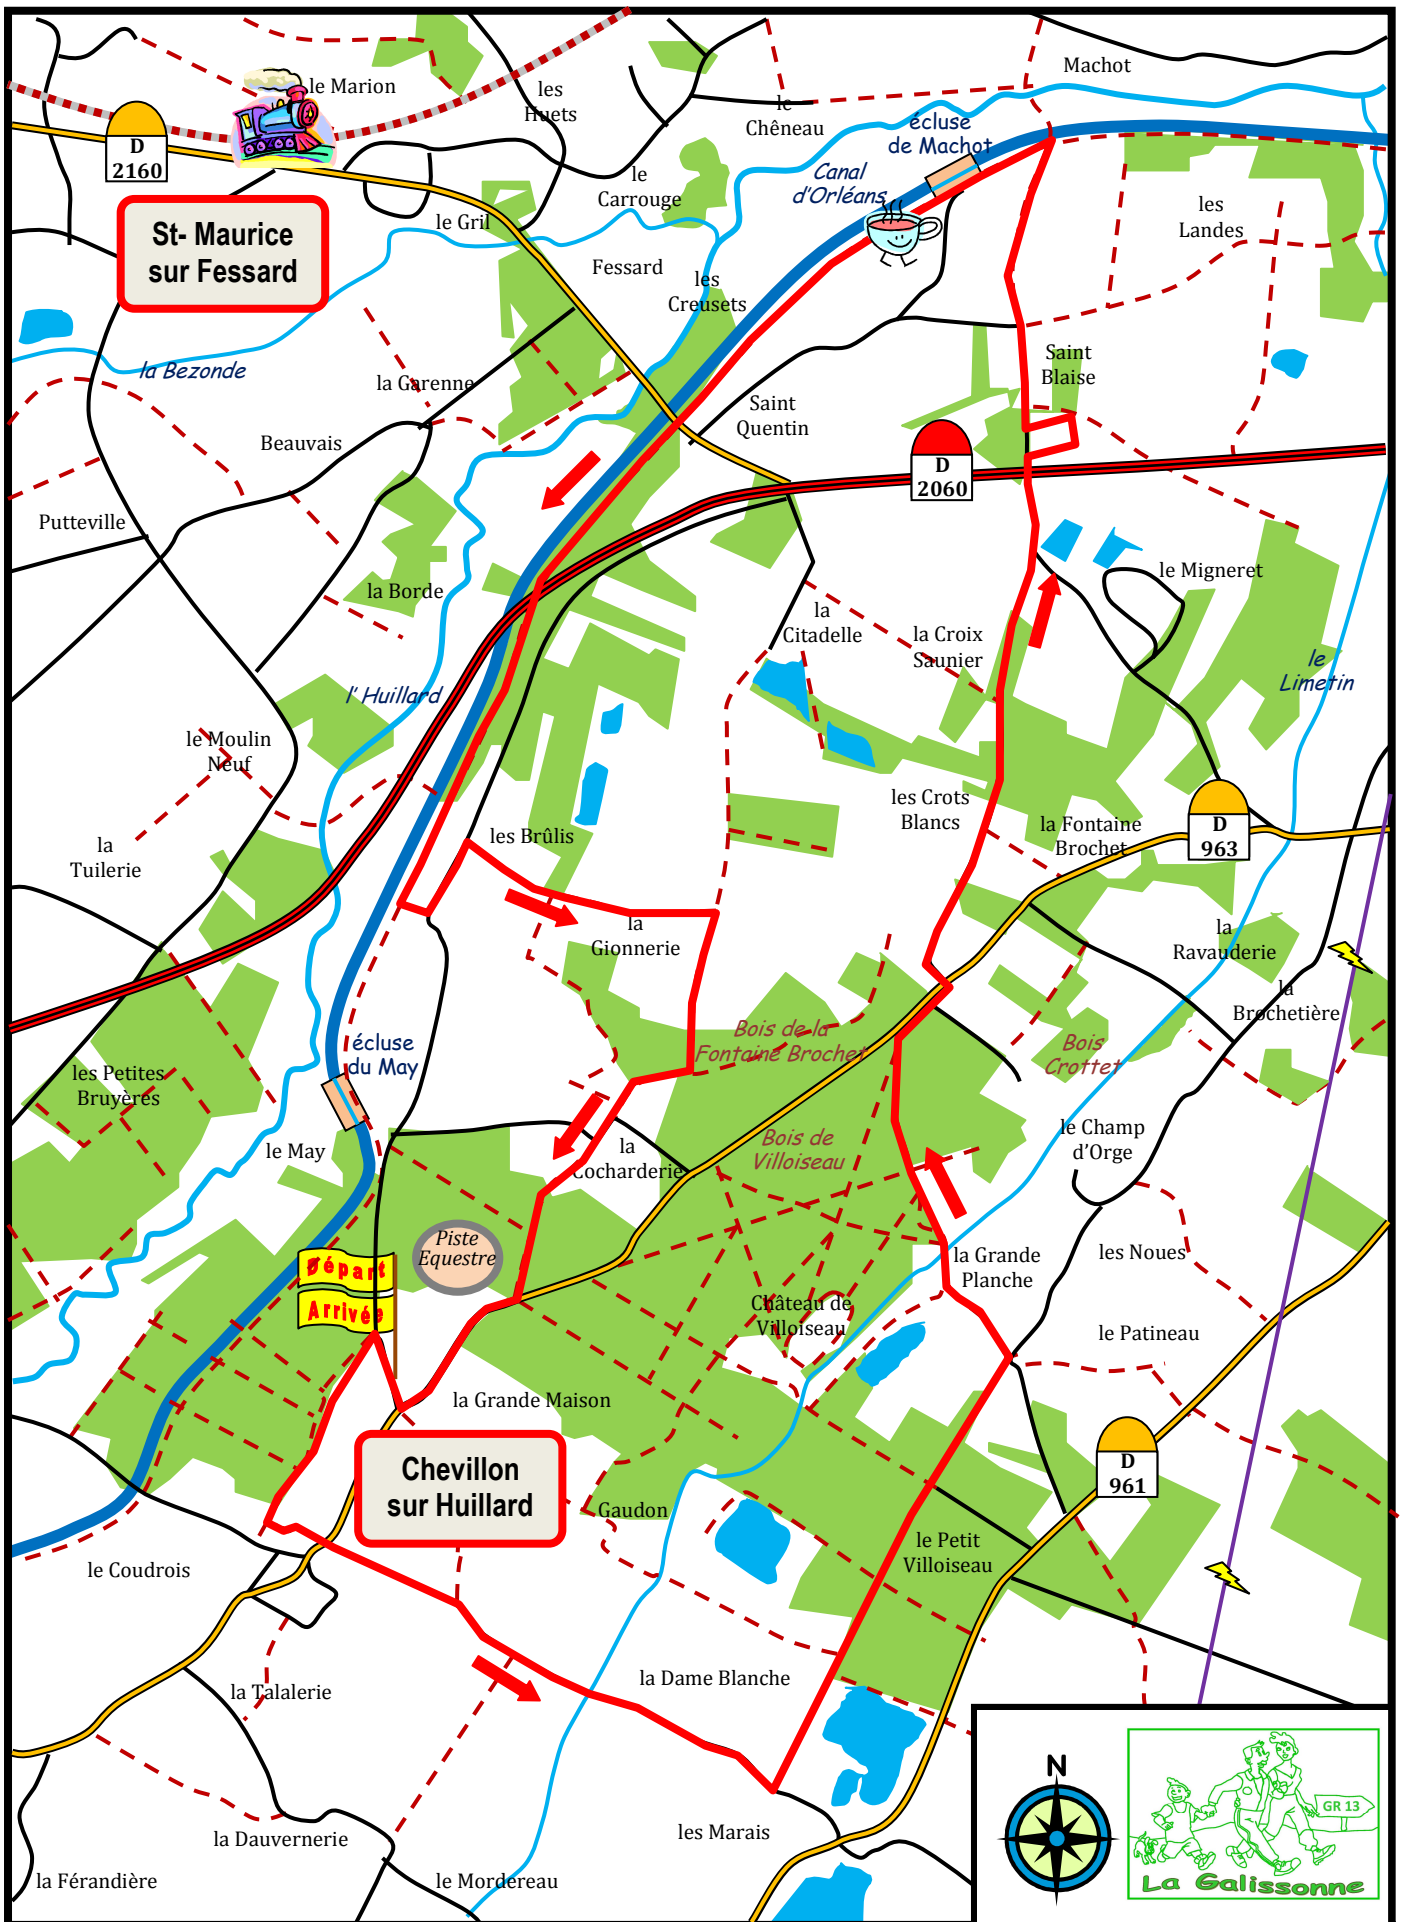 Machot
le Marion
les
Huets
le
Chêneau
écluse
de Machot
D
2160
Canal
d'Orléans
le
Carrouge
les
Landes
le Gril
St- Maurice
sur Fessard
Fessard
les
Creusets
la Bezonde
Saint
Blaise
la Garenne
Saint
Quentin
Beauvais
D
2060
Putteville
le Migneret
la Borde
la
Citadelle
la Croix
Saunier
le
Limetin
l' Huillard
le Moulin
Neuf
les Crots
Blancs
la Fontaine
Brochet
D
963
les Brûlis
la
Tuilerie
la
Gionnerie
la
Ravauderie
la
Brochetière
Bois de la
Fontaine Brochet
Bois
Crottet
écluse
du May
les Petites
Bruyères
le May
la
Cocharderie
Bois de
Villoiseau
le Champ
d'Orge
Piste
Equestre
Départ
Arrivée
la Grande
Planche
les Noues
Château de
Villoiseau
le Patineau
la Grande Maison
D
961
Chevillon
sur Huillard
Gaudon
le Petit
Villoiseau
le Coudrois
la Dame Blanche
la Talalerie
N
GR 13
la Dauvernerie
les Marais
la Férandière
le Mordereau
La Galissonne